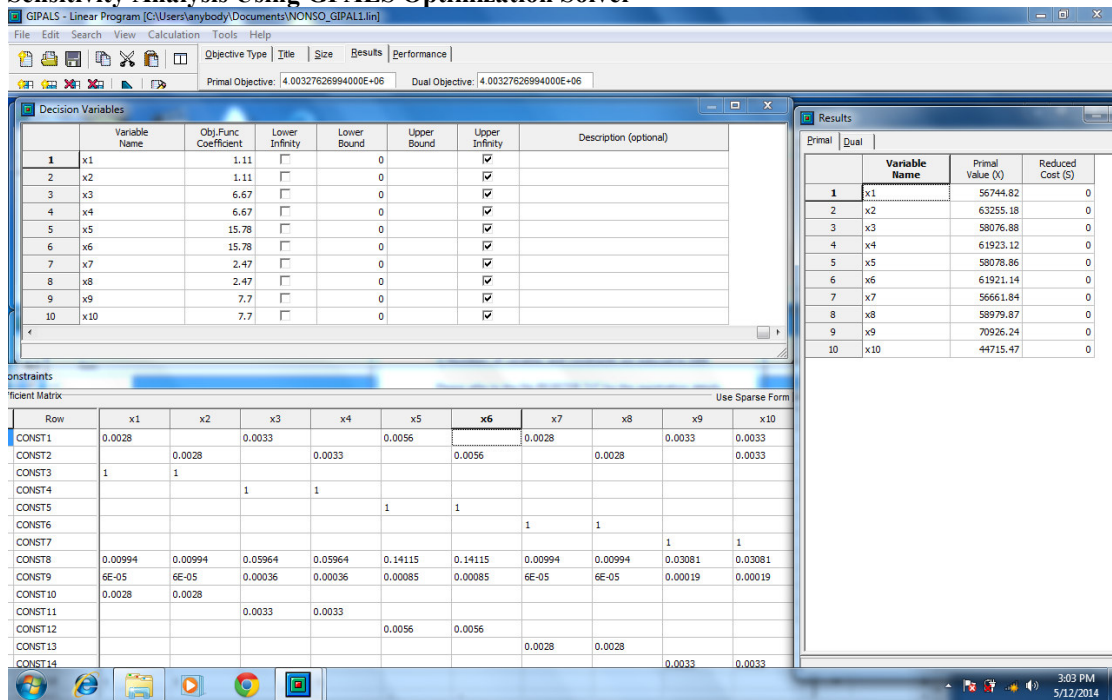 Sensitivity Analysis Using GIPALS Optimization Solver
GIPALS - Linear Program [C:\Users\anybody\Documents\NONSO_GIPAL1.lin]
File Edit Search View Calculation Tools Help
Objective Type Title Size Results Performance
Primal Objective: 4.00327626994000E+06 Dual Objective: 4.00327626994000E+06
Decision Variables
Variable Name Obj.Func Coefficient Lower Infinity Lower Bound Upper Bound Upper Infinity Description (optional)
1 x1 1.11 0
2 x2 1.11 0
3 x3 6.67 0
4 x4 6.67 0
5 x5 15.78 0
6 x6 15.78 0
7 x7 2.47 0
8 x8 2.47 0
9 x9 7.7 0
10 x10 7.7 0
Results
Primal Dual
Variable Name Primal Value (X) Reduced Cost (S)
1 x1 56744.82 0
2 x2 63255.18 0
3 x3 58076.88 0
4 x4 61923.12 0
5 x5 58078.86 0
6 x6 61921.14 0
7 x7 56661.84 0
8 x8 58979.87 0
9 x9 70926.24 0
10 x10 44715.47 0
onstraints
fficient Matrix Use Sparse Form
Row x1 x2 x3 x4 x5 x6 x7 x8 x9 x10
CONST1 0.0028 0.0033 0.0056 0.0028 0.0033 0.0033
CONST2 0.0028 0.0033 0.0056 0.0028 0.0033
CONST3 1 1
CONST4 1 1
CONST5 1 1
CONST6 1 1
CONST7 1 1
CONST8 0.00994 0.00994 0.05964 0.05964 0.14115 0.14115 0.00994 0.00994 0.03081 0.03081
CONST9 6E-05 6E-05 0.00036 0.00036 0.00085 0.00085 6E-05 6E-05 0.00019 0.00019
CONST10 0.0028 0.0028
CONST11 0.0033 0.0033
CONST12 0.0056 0.0056
CONST13 0.0028 0.0028
CONST14 0.0033 0.0033
3:03 PM
5/12/2014